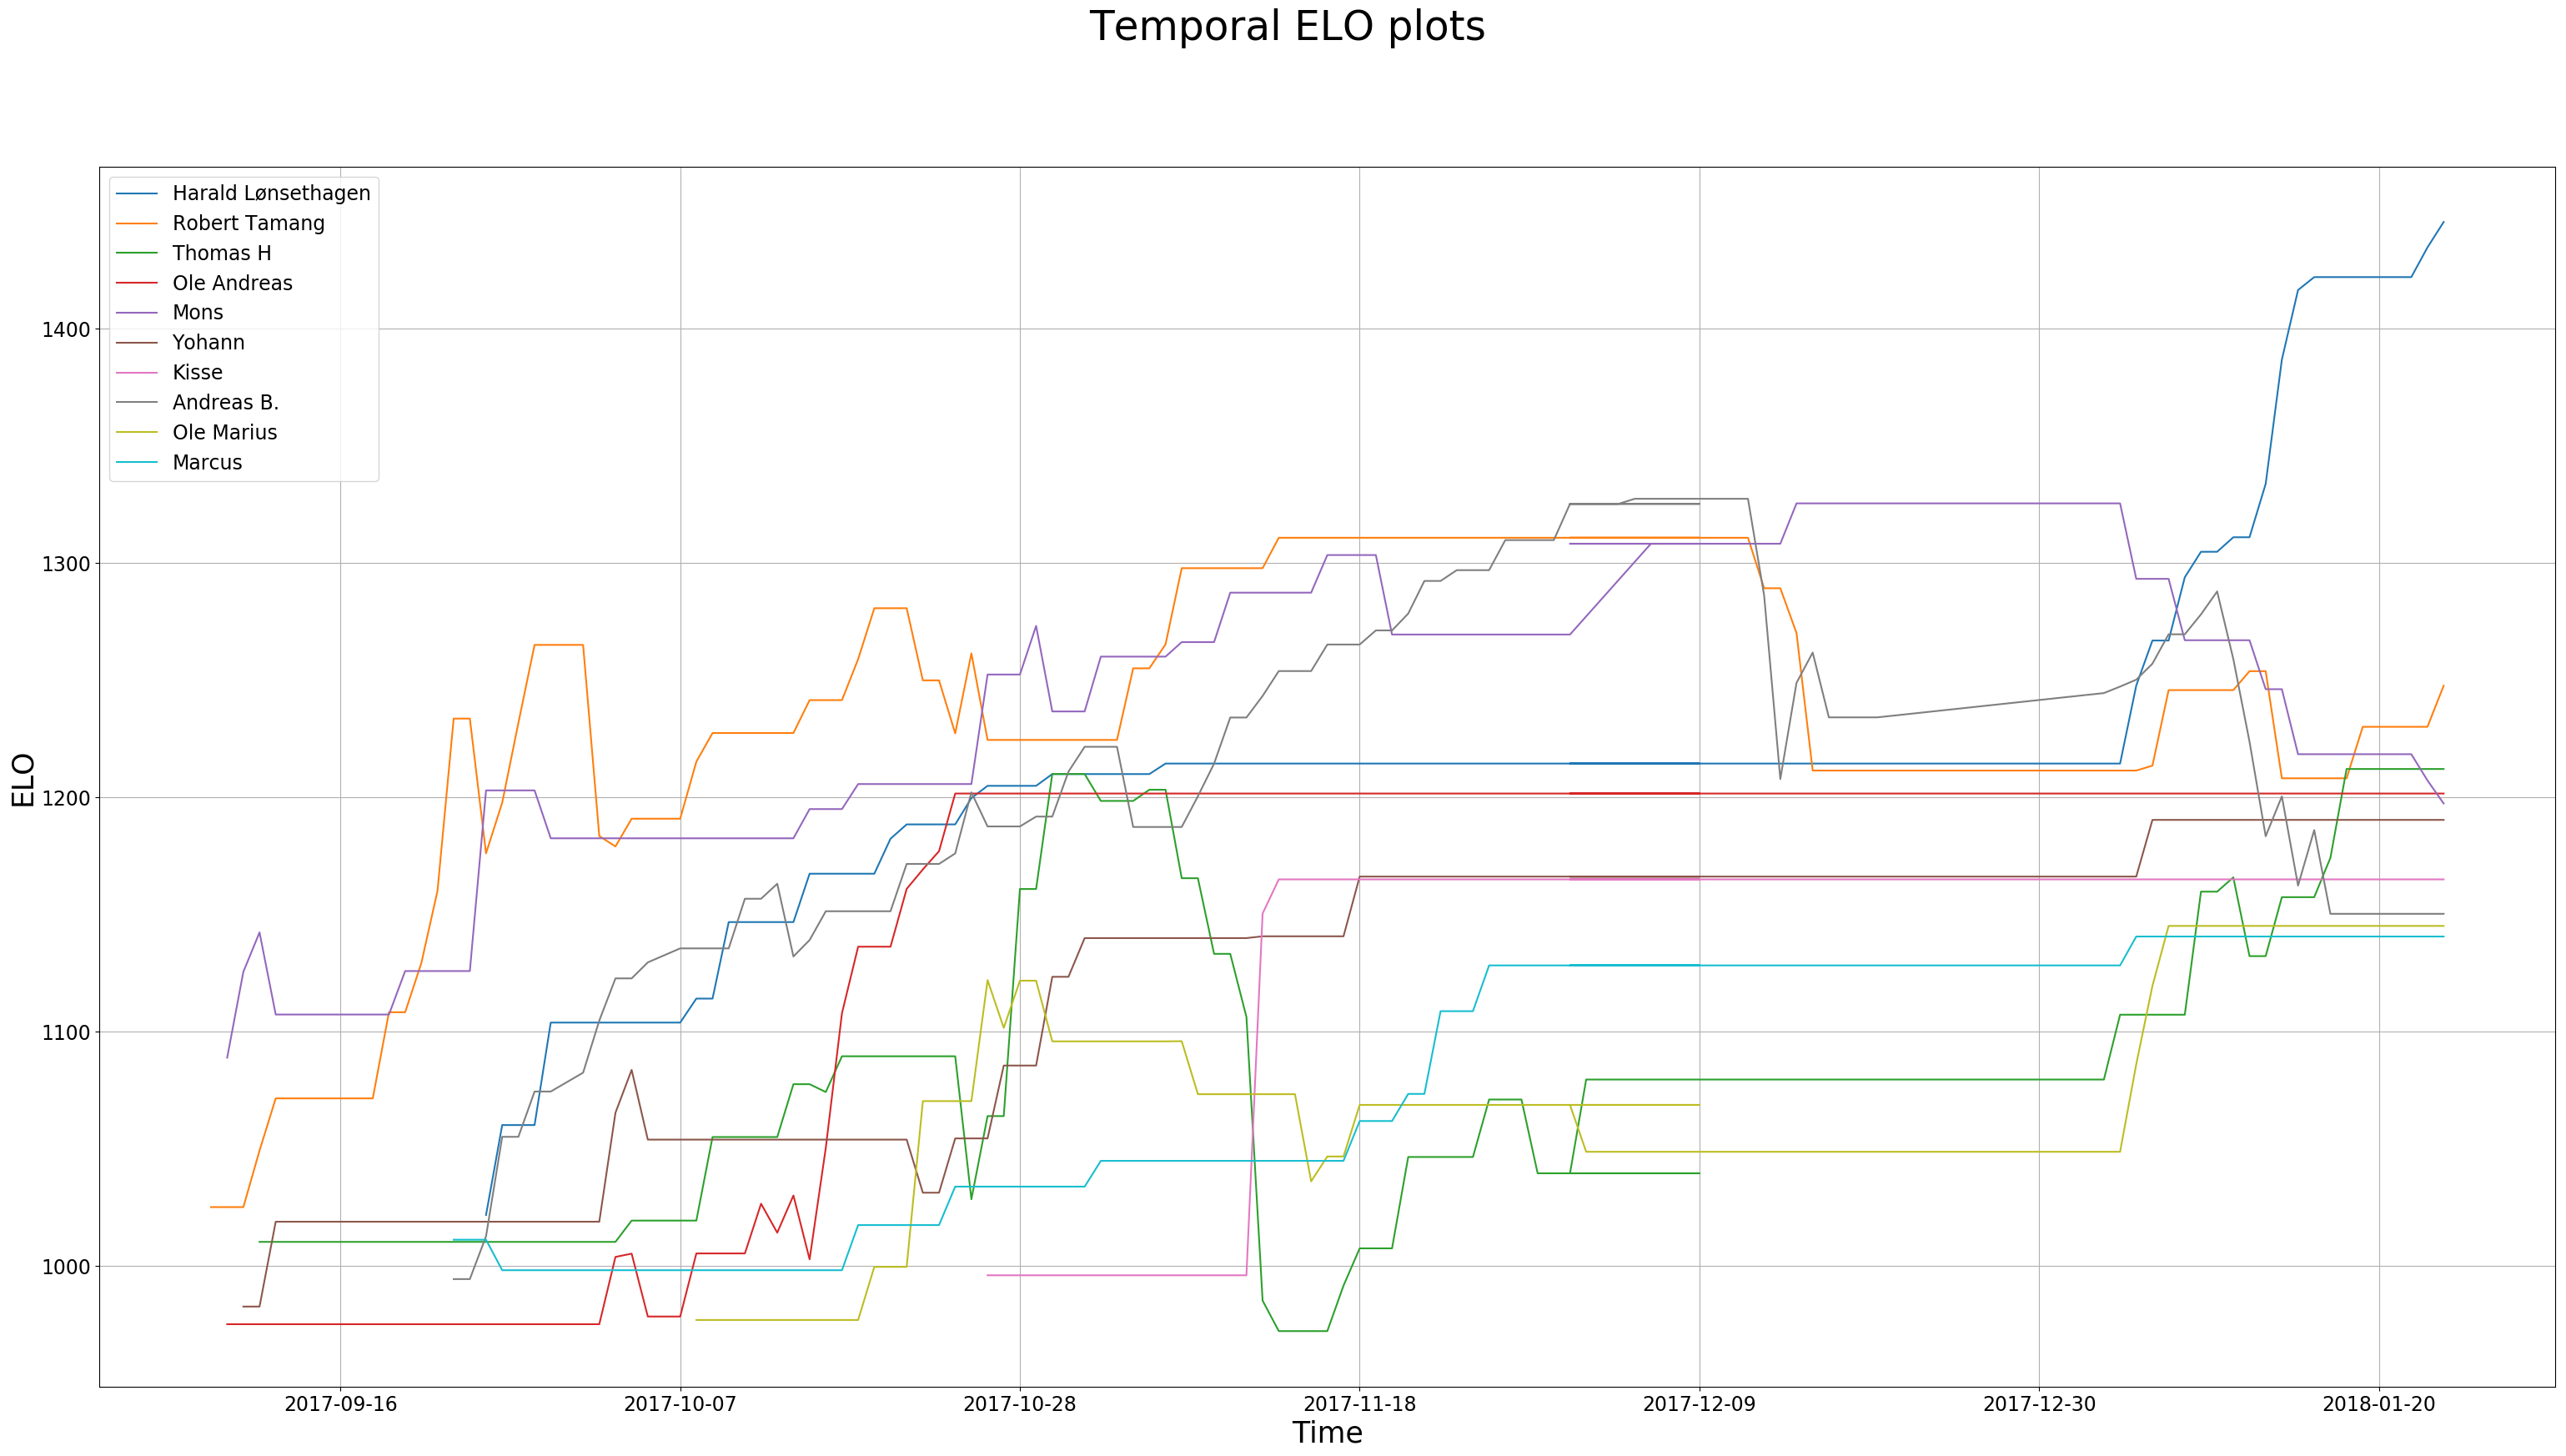 Temporal ELO plots
Harald Lønsethagen
Robert Tamang
Thomas H
Ole Andreas
Mons
Yohann
Kisse
Andreas B.
Ole Marius
Marcus
1400
1300
1200
1100
1000
ELO
2017-09-16
2017-10-07
2017-10-28
2017-11-18
2017-12-09
2017-12-30
2018-01-20
Time